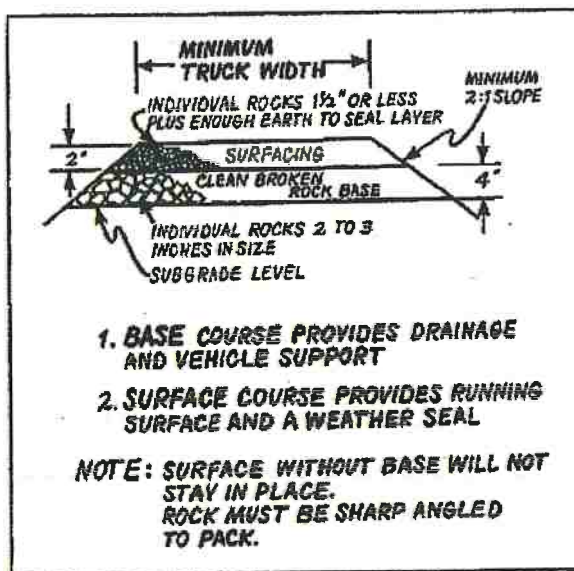 MINIMUM
TRUCK WIDTH
MINIMUM
2:1 SLOPE
INDIVIDUAL ROCKS 1½" OR LESS
PLUS ENOUGH EARTH TO SEAL LAYER
2"
SURFACING
4"
CLEAN BROKEN
ROCK BASE
INDIVIDUAL ROCKS 2 TO 3
INCHES IN SIZE
SUBGRADE LEVEL
1. BASE COURSE PROVIDES DRAINAGE
AND VEHICLE SUPPORT
2. SURFACE COURSE PROVIDES RUNNING
SURFACE AND A WEATHER SEAL
NOTE: SURFACE WITHOUT BASE WILL NOT
STAY IN PLACE.
ROCK MUST BE SHARP ANGLED
TO PACK.